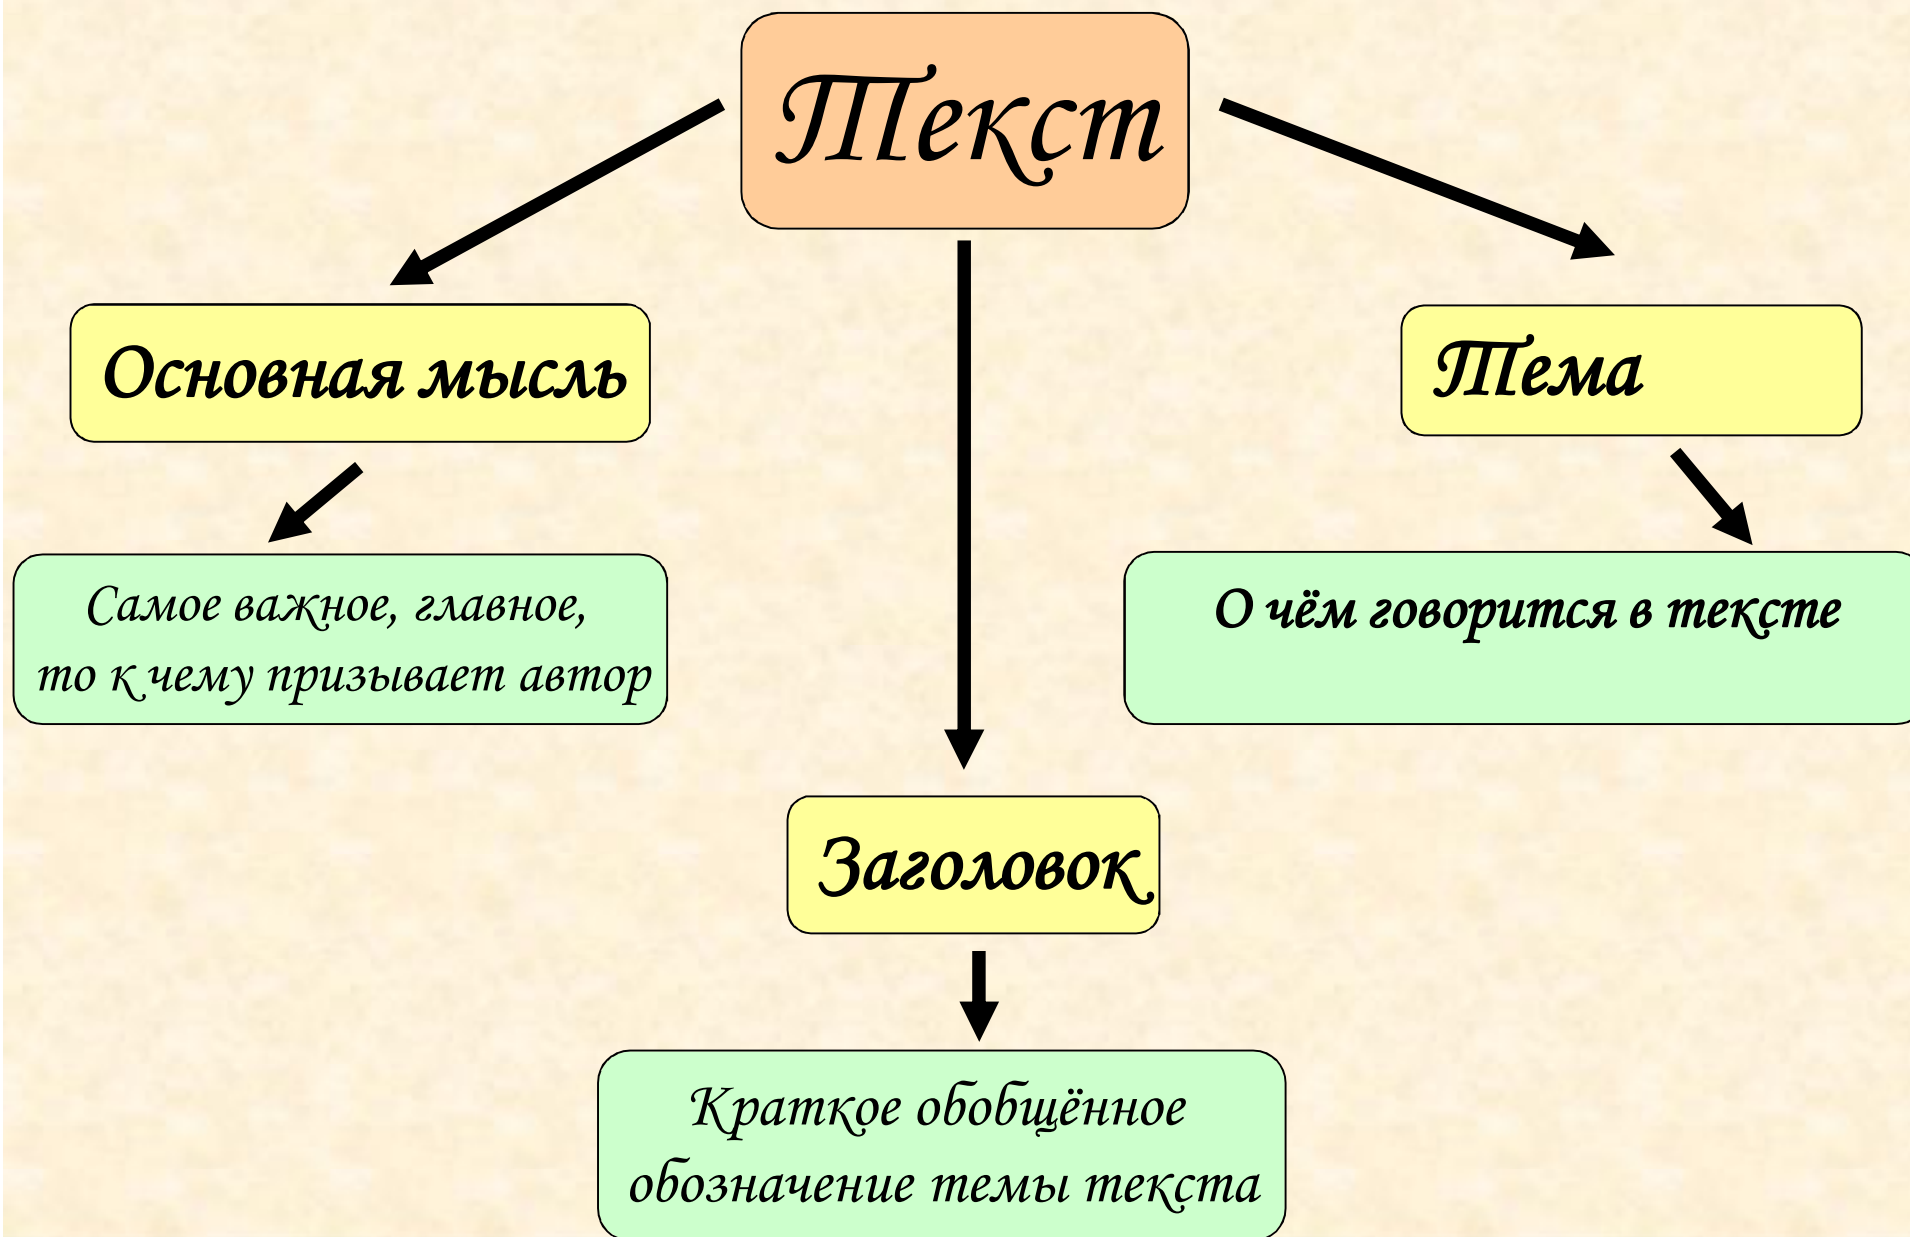 Текст
Основная мысль
Тема
Самое важное, главное,
то к чему призывает автор
О чём говорится в тексте
Заголовок
Краткое обобщённое
обозначение темы текста